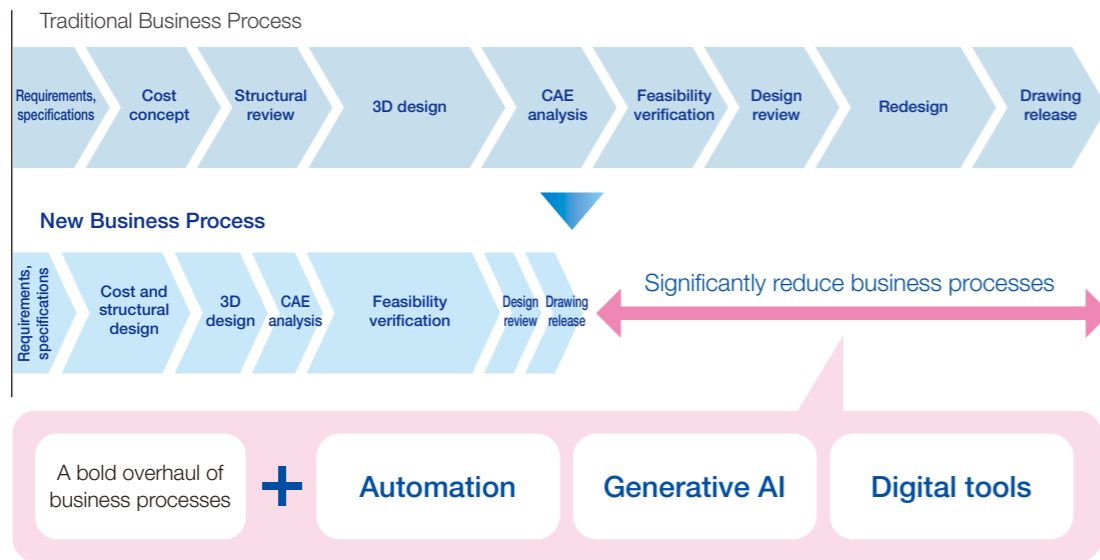 Traditional Business Process
Requirements,
specifications
Cost
concept
Structural
review
3D design
CAE
analysis
Feasibility
verification
Design
review
Redesign
Drawing
release
New Business Process
Requirements,
specifications
Cost and
structural
design
3D
design
CAE
analysis
Feasibility
verification
Design
review
Drawing
release
Significantly reduce business processes
A bold overhaul of
business processes
+
Automation
Generative AI
Digital tools